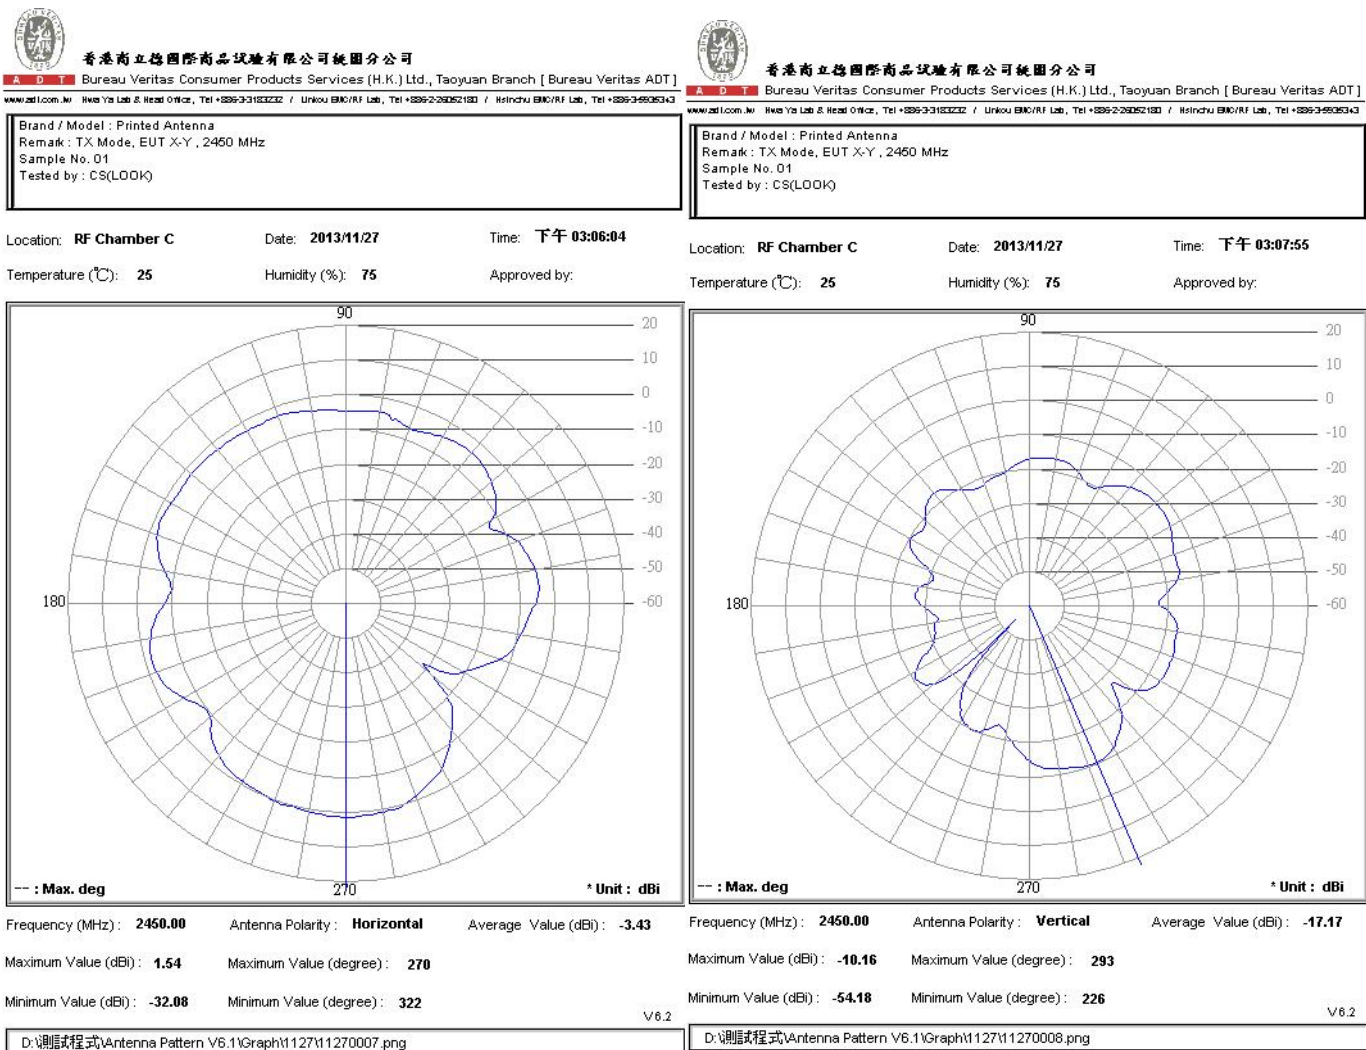 香港商立德國際商品試驗有限公司桃園分公司
A D T Bureau Veritas Consumer Products Services (H.K.) Ltd., Taoyuan Branch [ Bureau Veritas ADT ]
Brand / Model : Printed Antenna
Remark : TX Mode, EUT X-Y , 2450 MHz
Sample No. 01
Tested by : CS(LOOK)
Location: RF Chamber C Date: 2013/11/27 Time: 下午 03:06:04
Temperature (℃): 25 Humidity (%): 75 Approved by:
90
20
10
0
-10
-20
-30
-40
-50
180
-60
270
-- : Max. deg * Unit : dBi
Frequency (MHz) : 2450.00 Antenna Polarity : Horizontal Average Value (dBi) : -3.43
Maximum Value (dBi) : 1.54 Maximum Value (degree) : 270
Minimum Value (dBi) : -32.08 Minimum Value (degree) : 322
V6.2
D:\測試程式\Antenna Pattern V6.1\Graph\1127\11270007.png
香港商立德國際商品試驗有限公司桃園分公司
A D T Bureau Veritas Consumer Products Services (H.K.) Ltd., Taoyuan Branch [ Bureau Veritas ADT ]
Brand / Model : Printed Antenna
Remark : TX Mode, EUT X-Y , 2450 MHz
Sample No. 01
Tested by : CS(LOOK)
Location: RF Chamber C Date: 2013/11/27 Time: 下午 03:07:55
Temperature (℃): 25 Humidity (%): 75 Approved by:
90
20
10
0
-10
-20
-30
-40
-50
180
-60
270
-- : Max. deg * Unit : dBi
Frequency (MHz) : 2450.00 Antenna Polarity : Vertical Average Value (dBi) : -17.17
Maximum Value (dBi) : -10.16 Maximum Value (degree) : 293
Minimum Value (dBi) : -54.18 Minimum Value (degree) : 226
V6.2
D:\測試程式\Antenna Pattern V6.1\Graph\1127\11270008.png